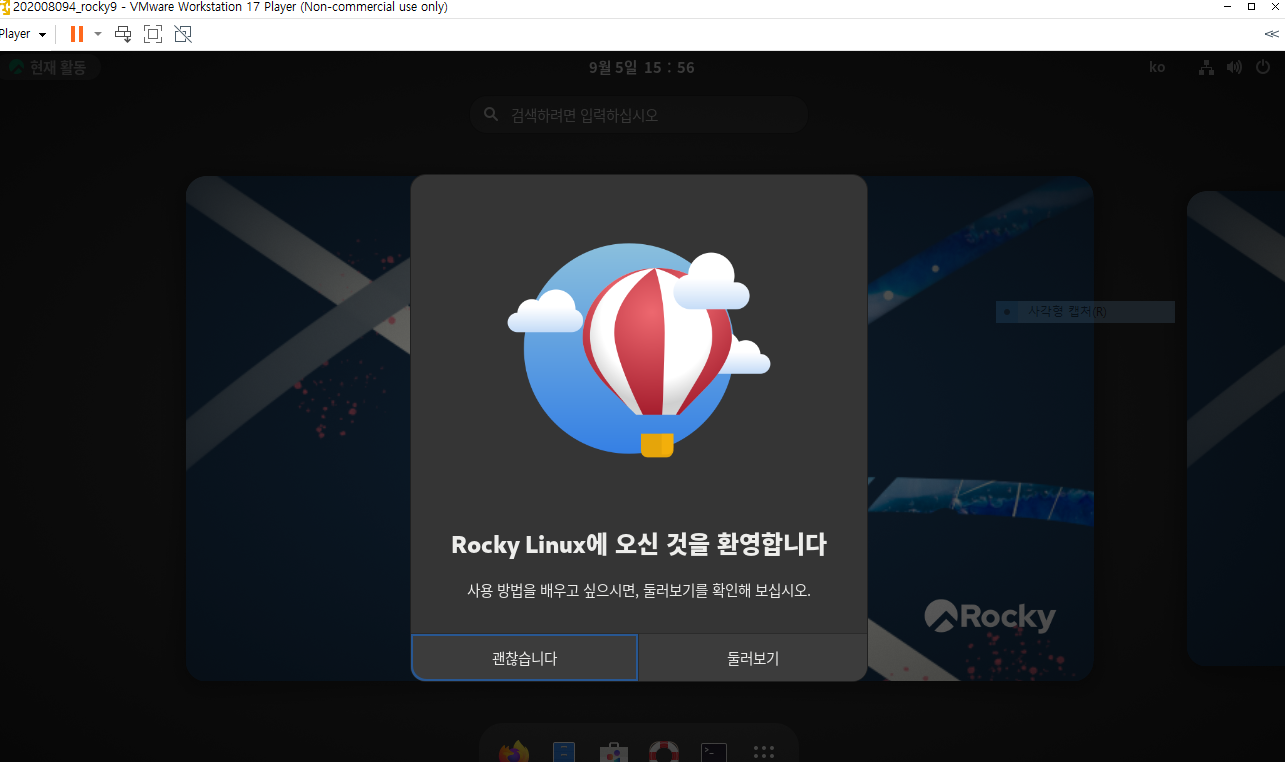 202008094_rocky9 - VMware Workstation 17 Player (Non-commercial use only)
Player
현재 활동
9월 5일 15 : 56
ko
검색하려면 입력하십시오
사각형 캡처(R)
Rocky Linux에 오신 것을 환영합니다
사용 방법을 배우고 싶으시면, 둘러보기를 확인해 보십시오.
Rocky
괜찮습니다
둘러보기